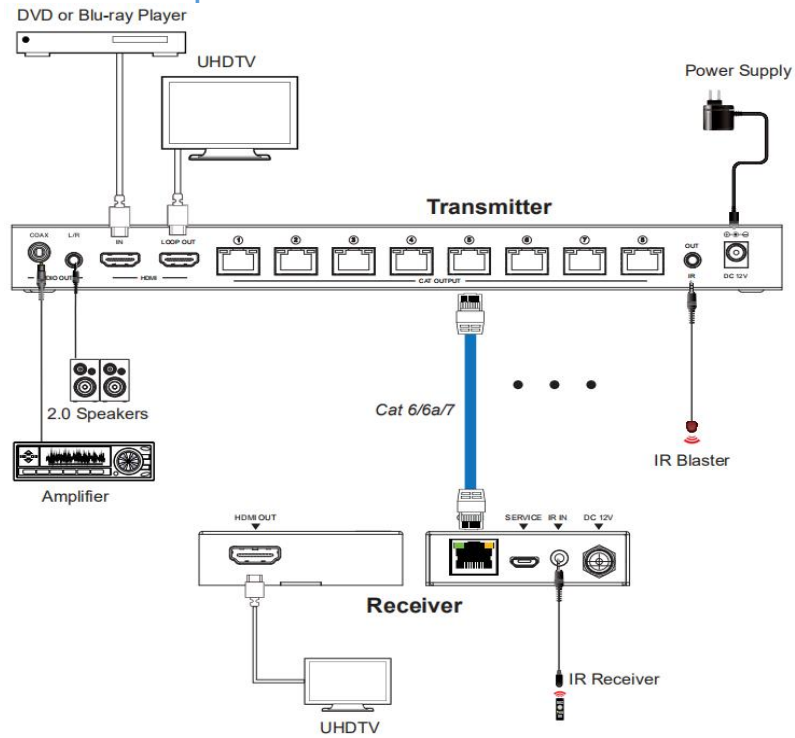 DVD or Blu-ray Player
UHDTV
Power Supply
Transmitter
COAX L/R IN LOOP OUT 1 2 3 4 5 6 7 8 OUT
DIO OUT HDMI CAT OUTPUT IR DC 12V
2.0 Speakers
Cat 6/6a/7
IR Blaster
Amplifier
HDMI OUT
SERVICE IR IN DC 12V
Receiver
IR Receiver
UHDTV